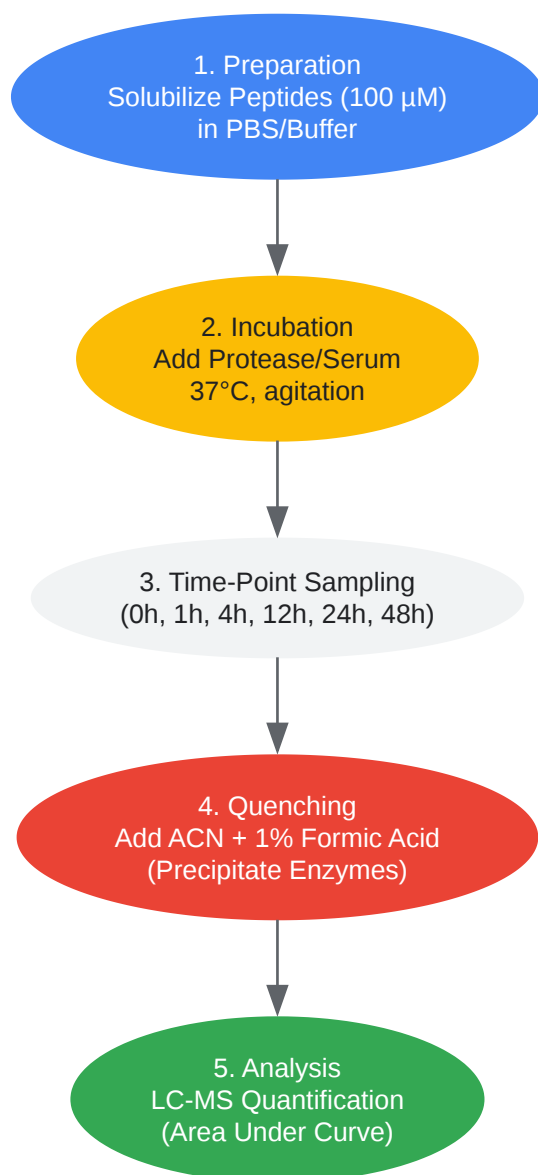 1. Preparation
Solubilize Peptides (100 µM)
in PBS/Buffer
2. Incubation
Add Protease/Serum
37°C, agitation
3. Time-Point Sampling
(0h, 1h, 4h, 12h, 24h, 48h)
4. Quenching
Add ACN + 1% Formic Acid
(Precipitate Enzymes)
5. Analysis
LC-MS Quantification
(Area Under Curve)